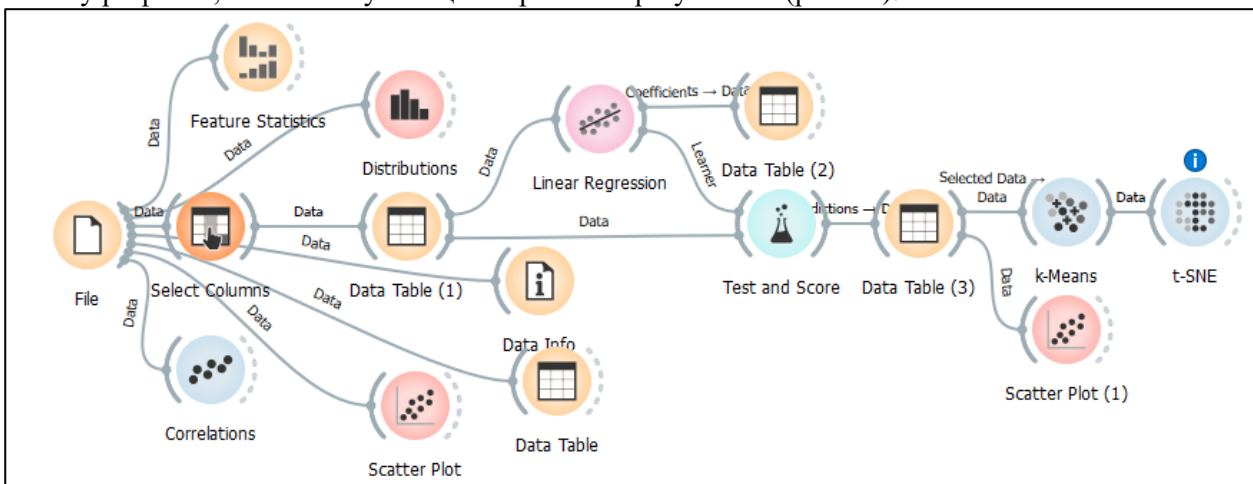 Feature Statistics
Distributions
Linear Regression
Coefficients → Data
Data Table (2)
Data
Data
Data
Learner
File
Data
Select Columns
Data
Data Table (1)
Data
Test and Score
Data Table (3)
Selected Data →
Data
k-Means
Data
t-SNE
Data
Data
Data
Data
Data Info
Data
Scatter Plot (1)
Correlations
Scatter Plot
Data Table